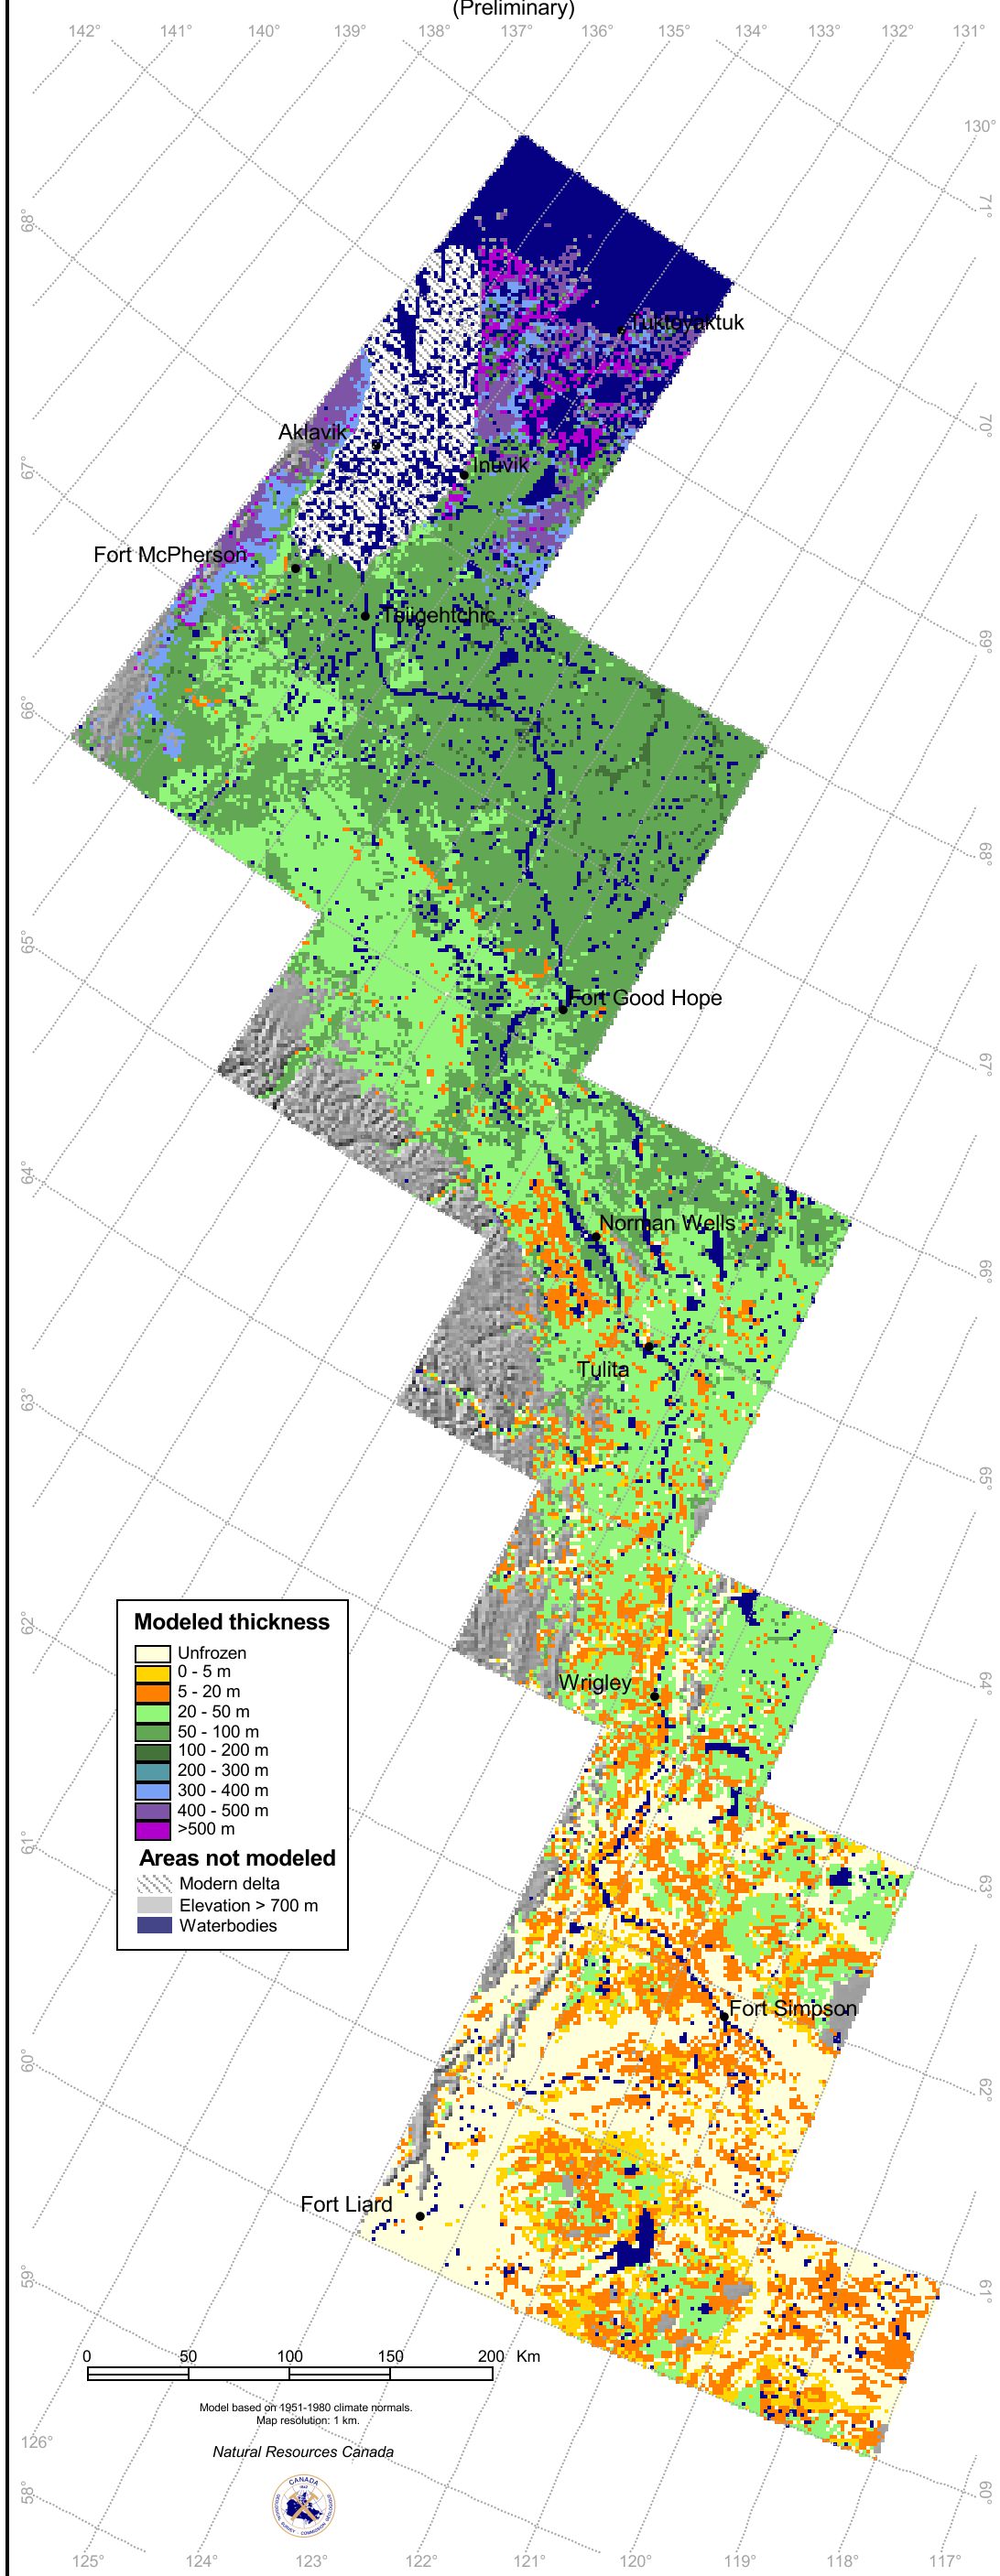 (Preliminary)
142° 141° 140° 139° 138° 137° 136° 135° 134° 133° 132° 131°
130°
71°
68°
Tuktoyaktuk
70°
Aklavik
67°
Inuvik
Fort McPherson
Tsiigehtchic
69°
66°
68°
65°
Fort Good Hope
67°
64°
Norman Wells
66°
Tulita
63°
65°
62°
Modeled thickness
Unfrozen
0 - 5 m
5 - 20 m
20 - 50 m
50 - 100 m
100 - 200 m
200 - 300 m
300 - 400 m
400 - 500 m
>500 m
Areas not modeled
Modern delta
Elevation > 700 m
Waterbodies
Wrigley
64°
61°
63°
Fort Simpson
60°
62°
Fort Liard
59°
61°
0 50 100 150 200 Km
Model based on 1951-1980 climate normals.
Map resolution: 1 km.
126°
Natural Resources Canada
CANADA
58°
60°
125° 124° 123° 122° 121° 120° 119° 118° 117°